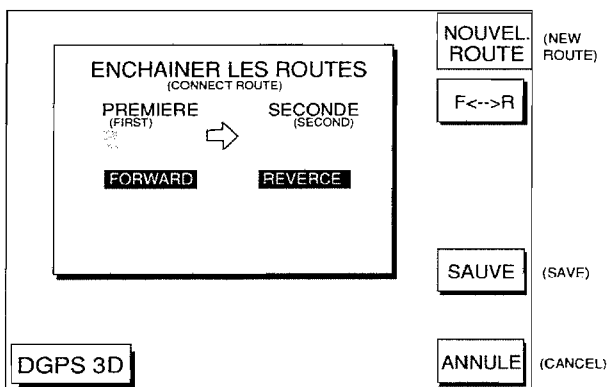 ENCHAINER LES ROUTES
(CONNECT ROUTE)
PREMIERE
(FIRST)
SECONDE
(SECOND)
FORWARD
REVERCE
DGPS 3D
NOUVEL.
ROUTE
(NEW
ROUTE)
F<-->R
SAUVE
(SAVE)
ANNULE
(CANCEL)